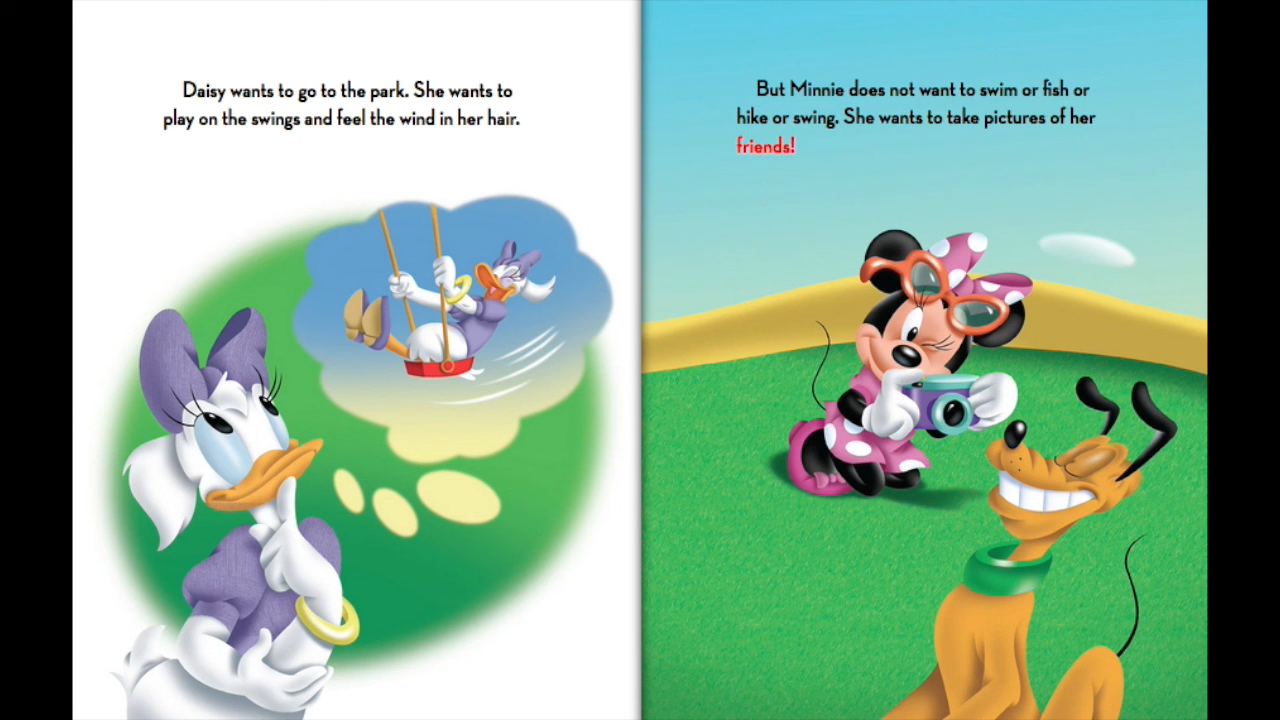 Daisy wants to go to the park. She wants to
play on the swings and feel the wind in her hair.
But Minnie does not want to swim or fish or
hike or swing. She wants to take pictures of her
friends!